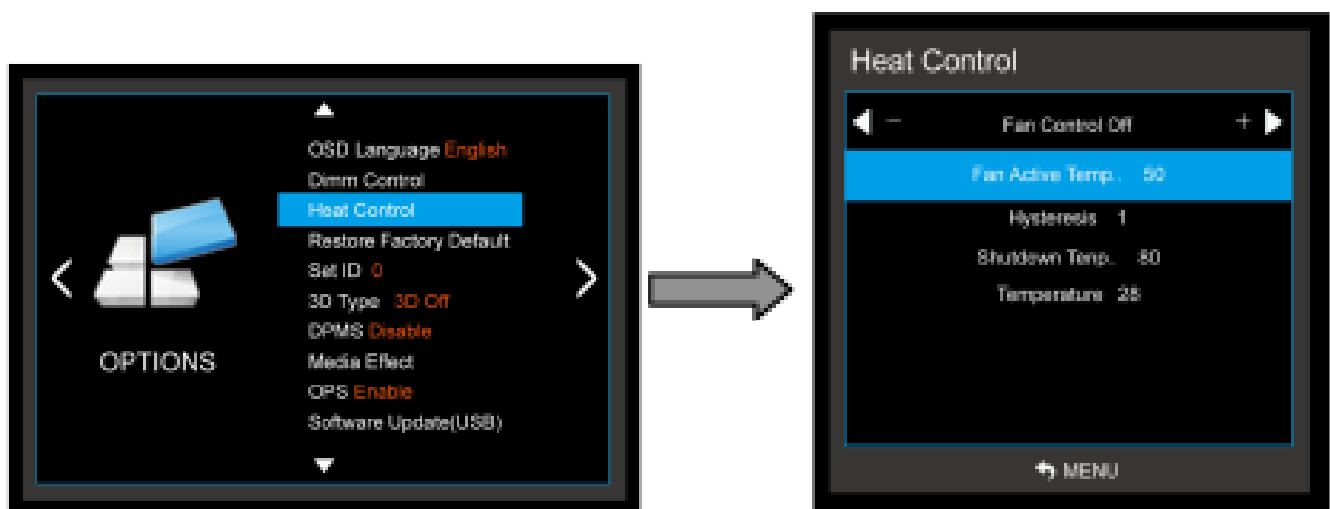 OSD Language English
Dimm Control
Heat Control
Restore Factory Default
Set ID 0
3D Type 3D Off
DPMS Disable
Media Effect
OPS Enable
Software Update(USB)
OPTIONS
Heat Control
- Fan Control Off +
Fan Active Temp.. 50
Hysteresis 1
Shutdown Temp.. 80
Temperature 28
MENU